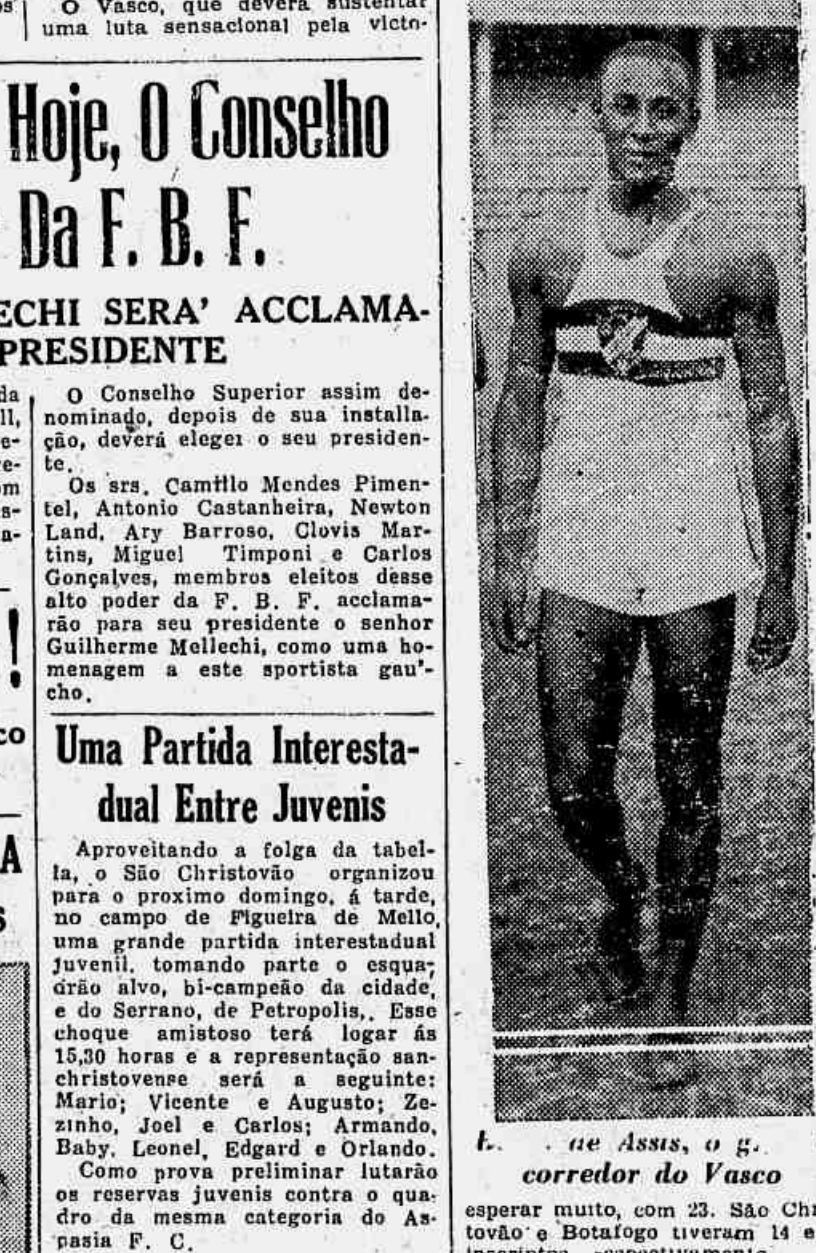 O Vasco, que deverá sustentar
uma luta sensacional pela victo-
Hoje, O Conselho
Da F. B. F.
ECHI SERA' ACCLAMA-
PRESIDENTE
O Conselho Superior assim de-
nominado, depois de sua installa-
ção, deverá eleger o seu presiden-
te.
Os srs. Camillo Mendes Pimen-
tel, Antonio Castanheira, Newton
Land, Ary Barroso, Clovis Mar-
tins, Miguel Timponi e Carlos
Gonçalves, membros eleitos desse
alto poder da F. B. F. acclama-
rão para seu presidente o senhor
Guilherme Mellechi, como uma ho-
menagem a este sportista gau'-
cho.
Uma Partida Interesta-
dual Entre Juvenis
Aproveitando a folga da tabel-
la, o São Christovão organizou
para o proximo domingo, á tarde,
no campo de Figueira de Mello,
uma grande partida interestadual
juvenil, tomando parte o esqua-
drão alvo, bi-campeão da cidade,
e do Serrano, de Petropolis,. Esse
choque amistoso terá logar ás
15,30 horas e a representação san-
christovense será a seguinte:
Mario; Vicente e Augusto; Ze-
zinho, Joel e Carlos; Armando,
Baby, Leonel, Edgard e Orlando.
Como prova preliminar lutarão
os reservas juvenis contra o qua-
dro da mesma categoria do As-
pasia F. C.
da
ll,
e-
re-
om
s-
a-
!
co
A
S
de Assis, o
corredor do Vasco
esperar muito, com 23. São Chr
tovão e Botafogo tiveram 14 e